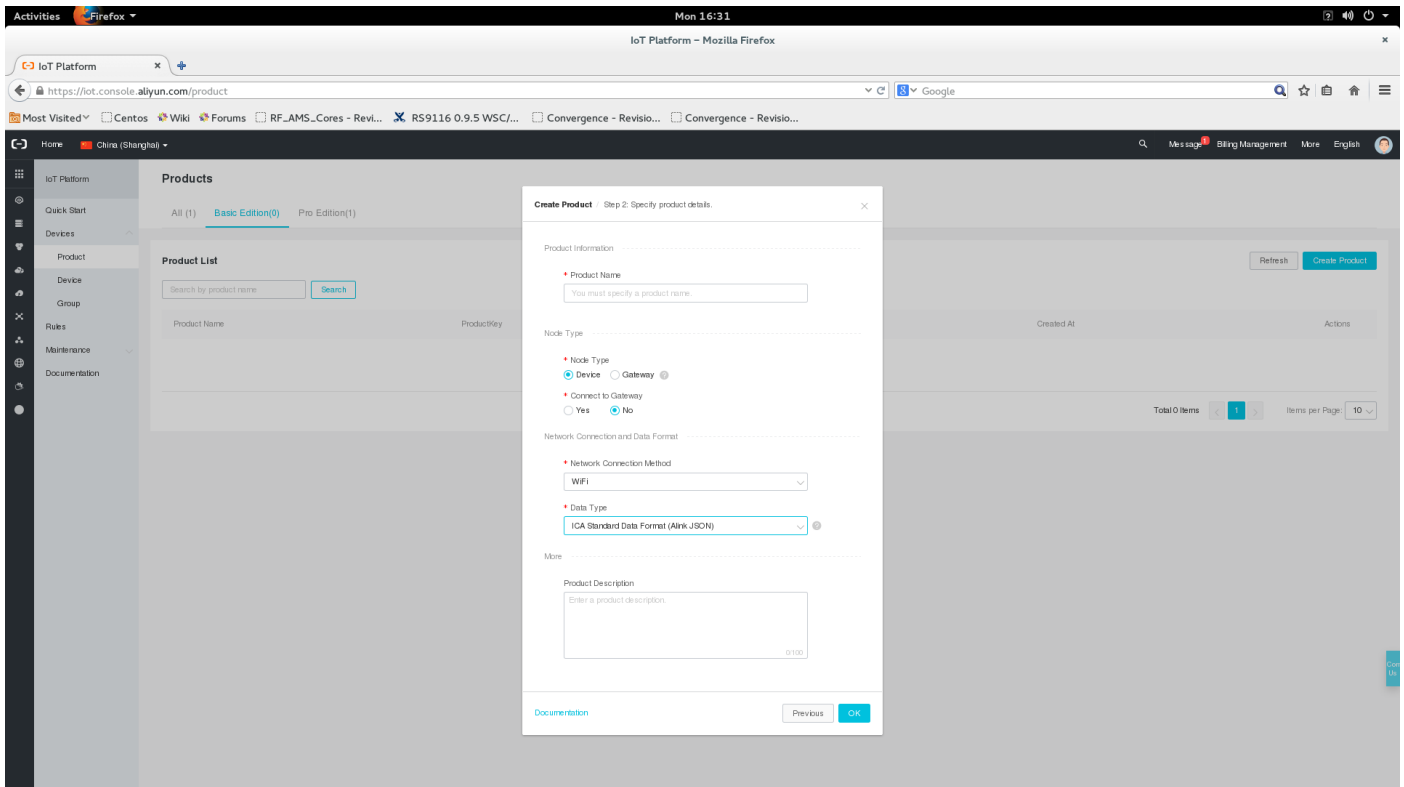 Activities Firefox Mon 16:31
IoT Platform – Mozilla Firefox
IoT Platform
https://iot.console.aliyun.com/product Google
Most Visited Centos Wiki Forums RF_AMS_Cores - Revi... RS9116 0.9.5 WSC/... Convergence - Revisio... Convergence - Revisio...
Home China (Shanghai) Message 1 Billing Management More English
IoT Platform
Quick Start
Devices
Product
Device
Group
Rules
Maintenance
Documentation
Products
All (1) Basic Edition(0) Pro Edition(1)
Product List
Refresh Create Product
Search by product name Search
Product Name ProductKey Created At Actions
Total 0 Items 1 Items per Page: 10
Create Product / Step 2: Specify product details.
Product Information
* Product Name
You must specify a product name.
Node Type
* Node Type
Device Gateway
* Connect to Gateway
Yes No
Network Connection and Data Format
* Network Connection Method
WiFi
* Data Type
ICA Standard Data Format (Alink JSON)
More
Product Description
Enter a product description.
0/100
Documentation Previous OK
Con
Us